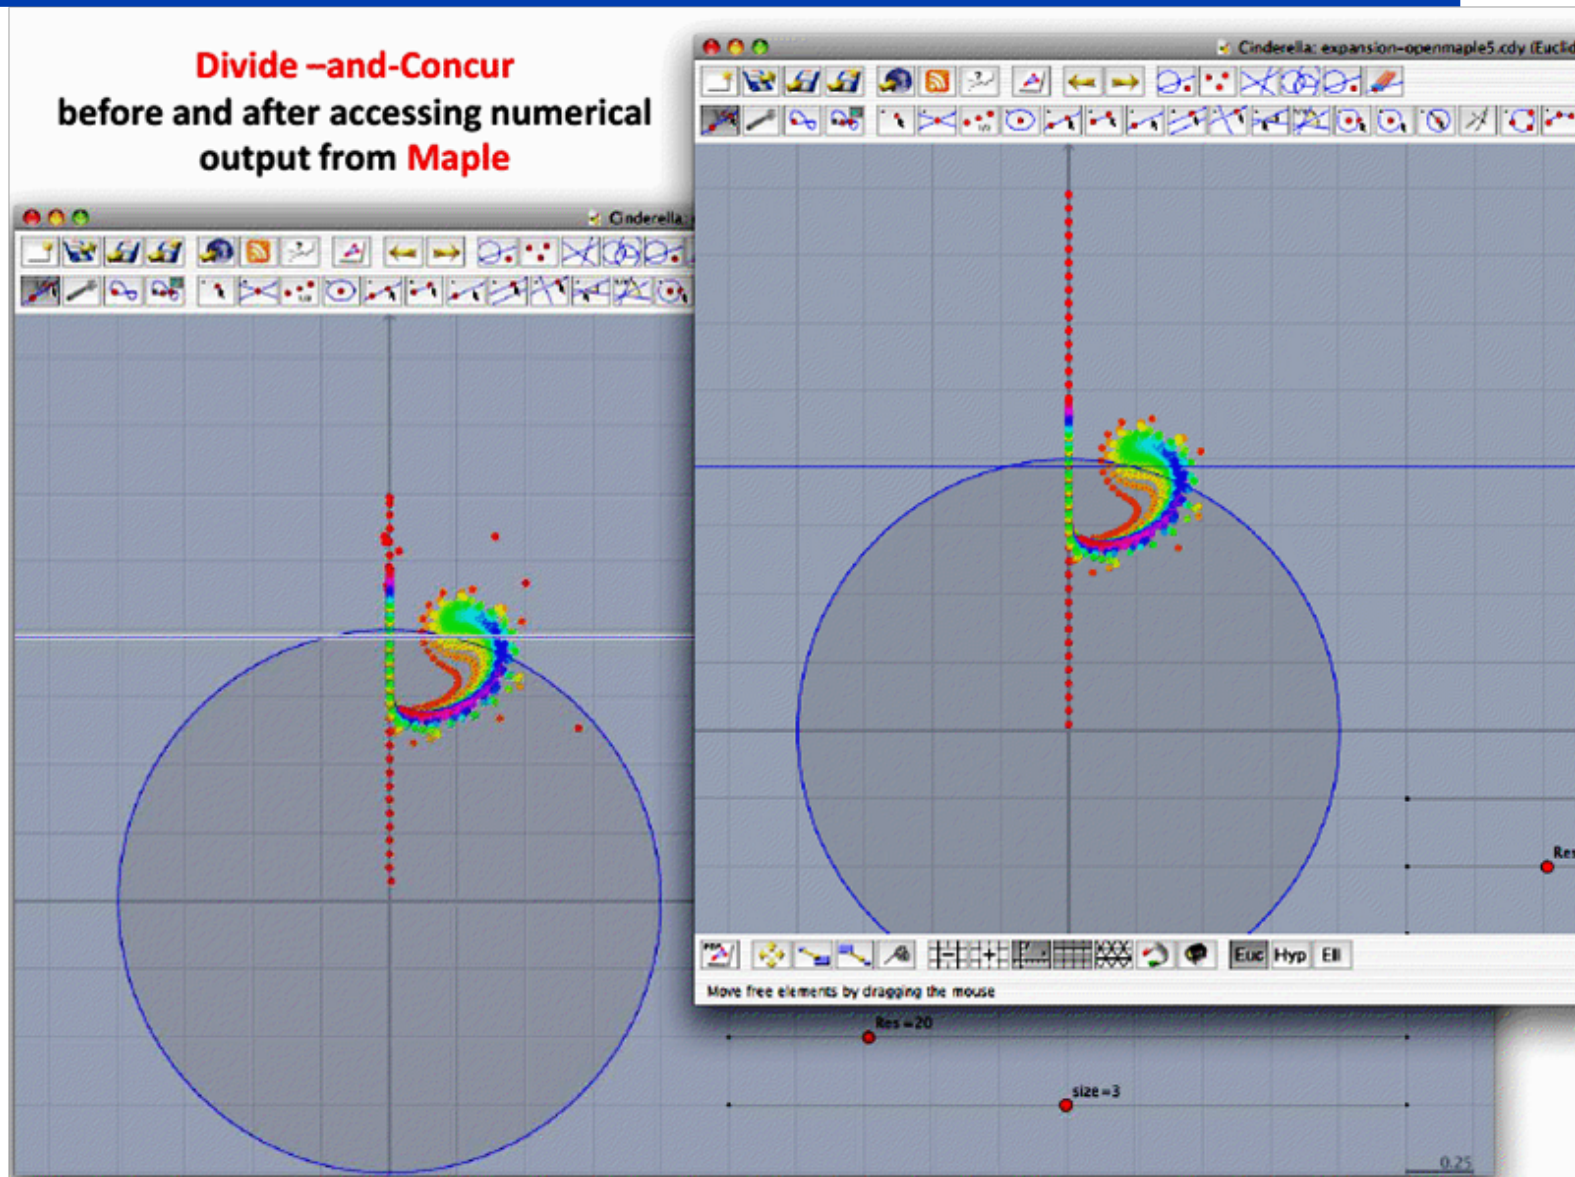 Divide –and-Concur
before and after accessing numerical
output from Maple
Cinderella: expansion-openmaple5.cdy (Euclid
Cinderella:
Res
Euc Hyp Ell
Move free elements by dragging the mouse
Res=20
size=3
0.25